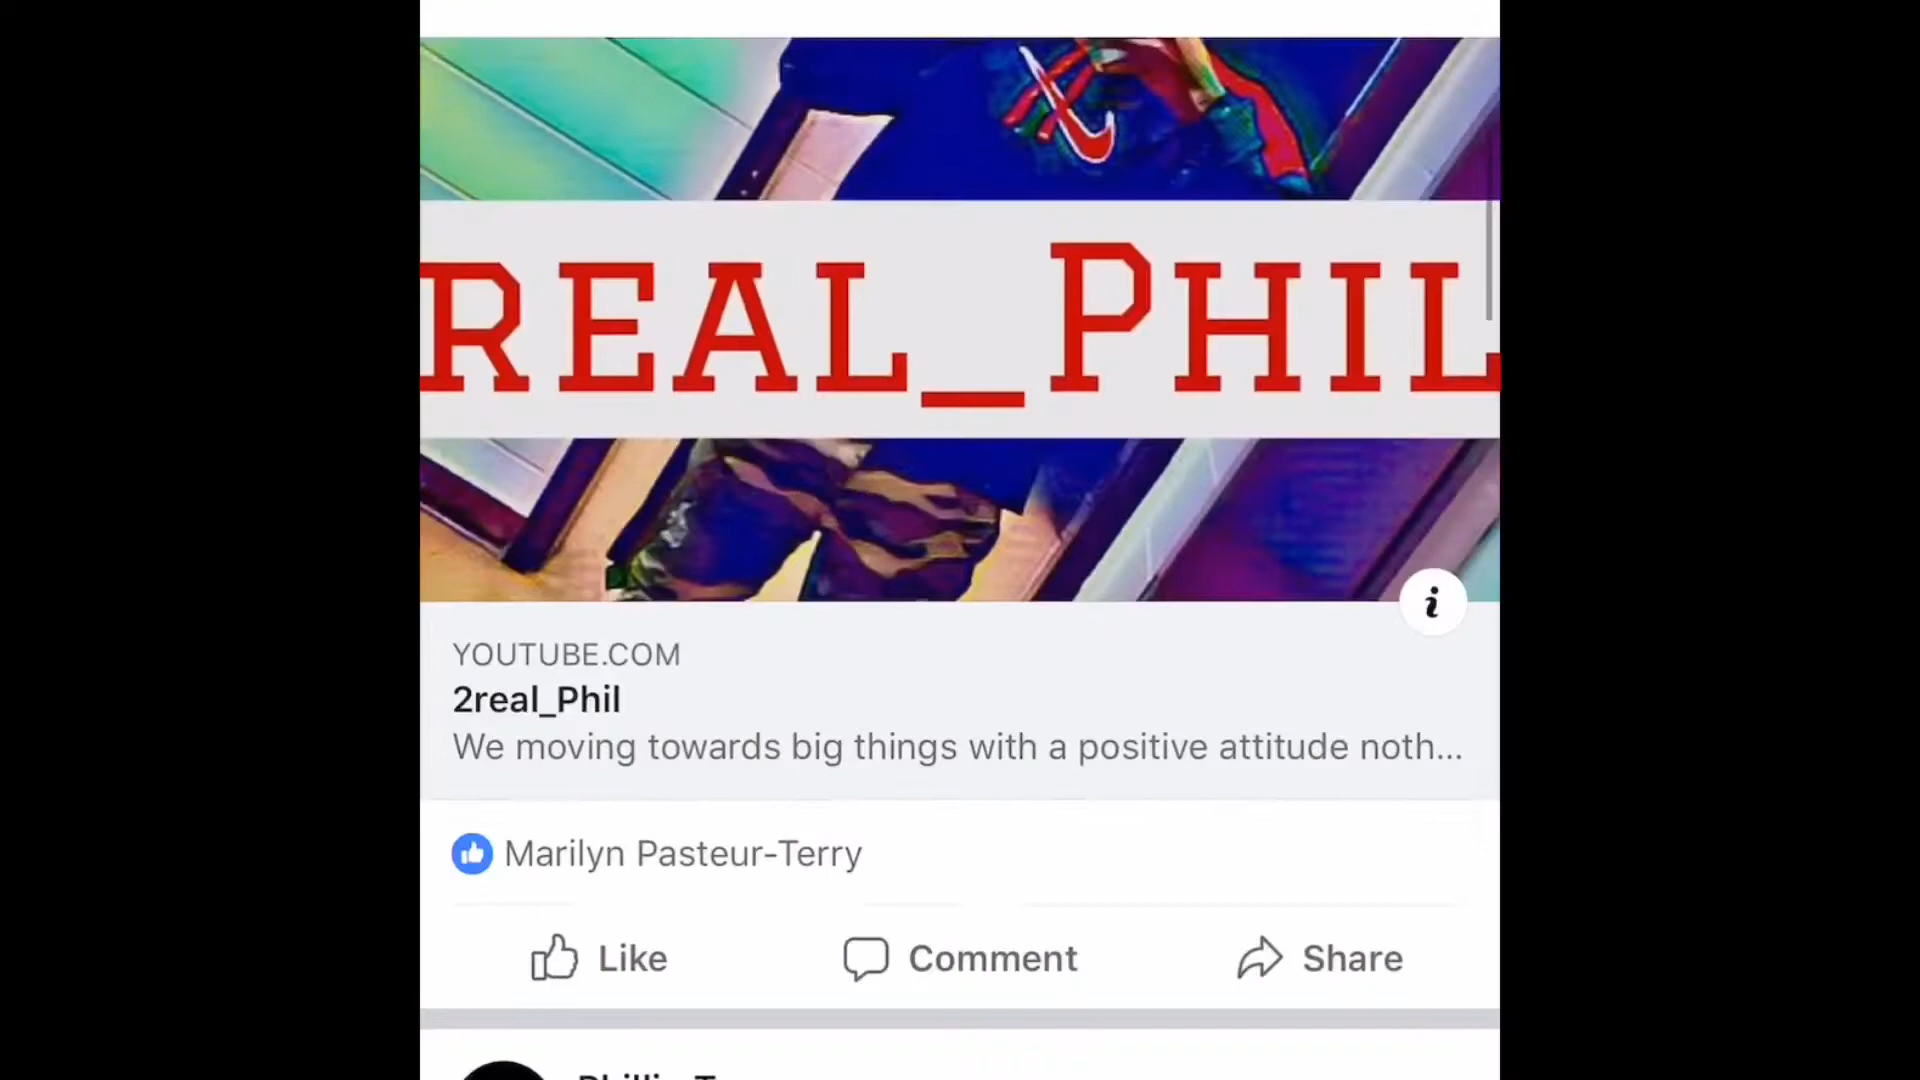 REAL_PHIL
i
YOUTUBE.COM
2real_Phil
We moving towards big things with a positive attitude noth...
Marilyn Pasteur-Terry
Like
Comment
Share